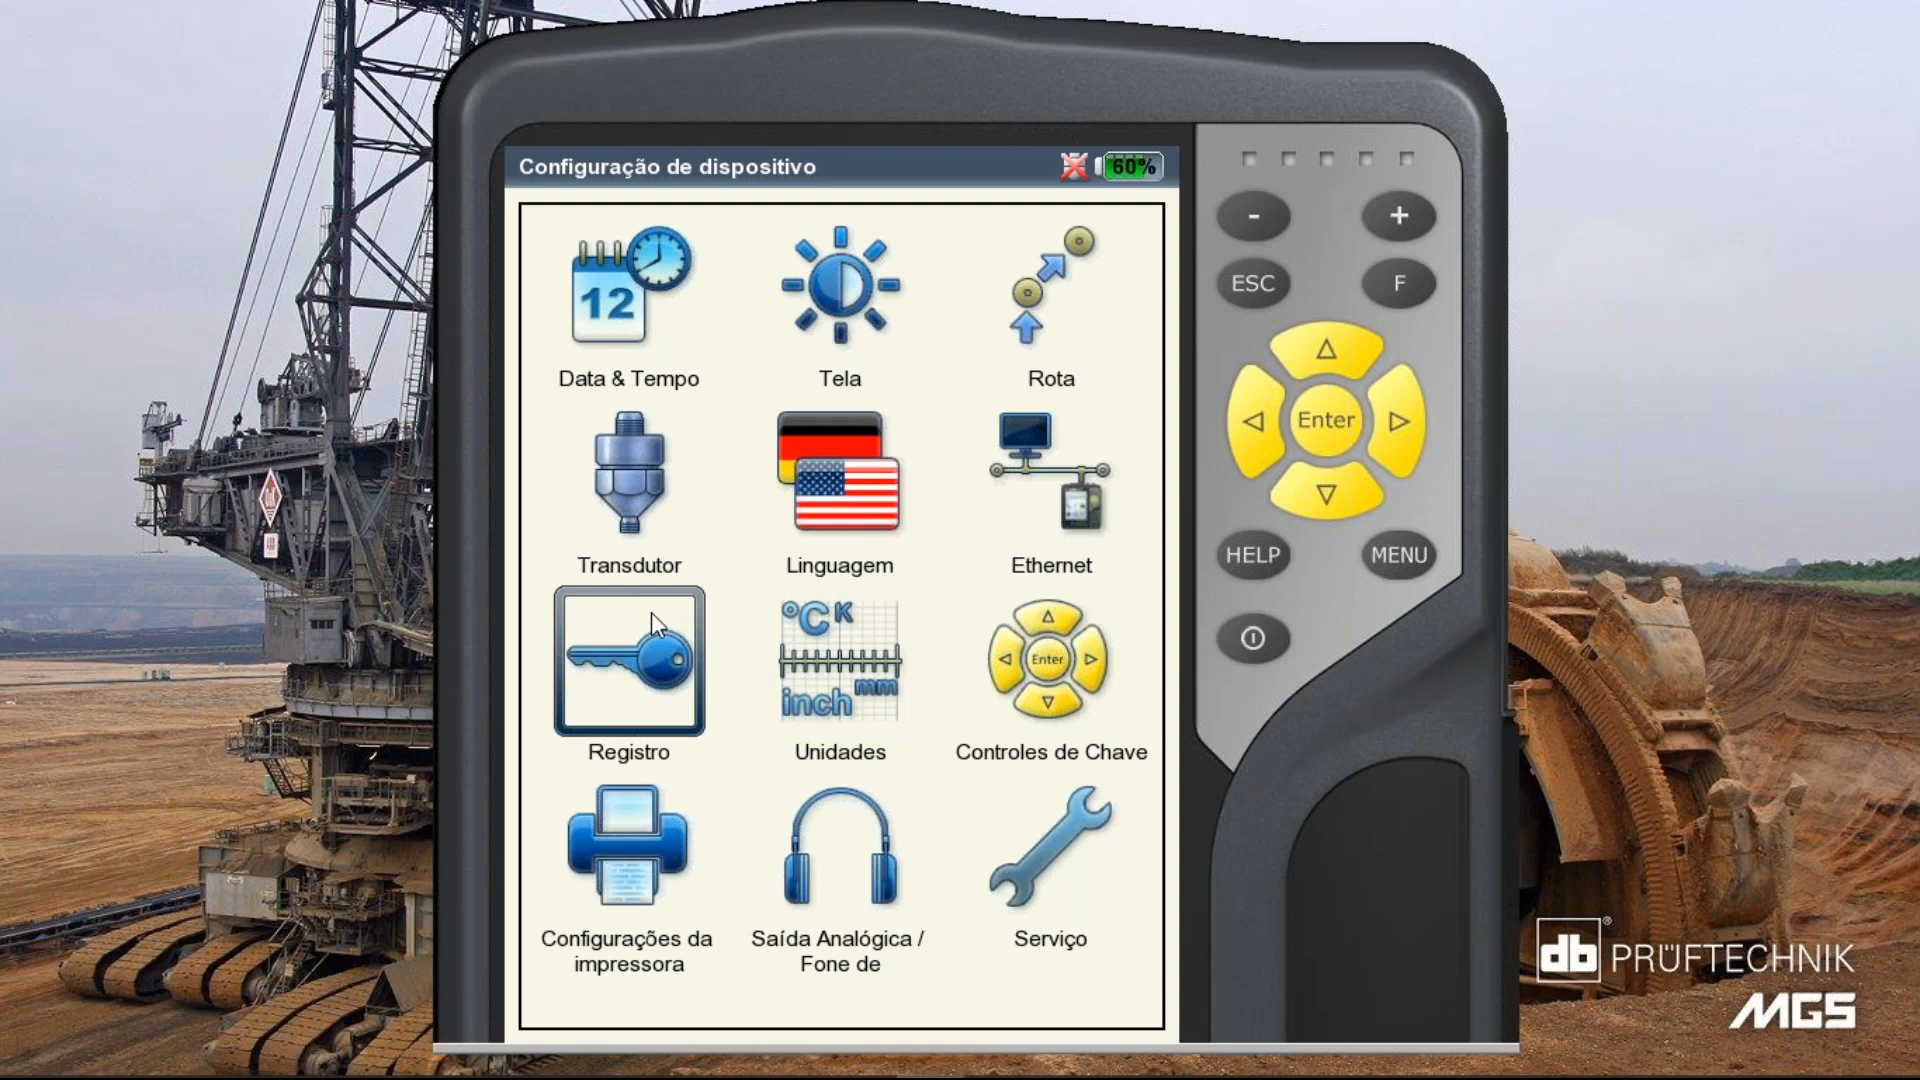 Configuração de dispositivo
60%
12
Data & Tempo
Tela
Rota
Transdutor
Linguagem
Ethernet
Registro
°C K
inch mm
Unidades
Enter
Controles de Chave
Configurações da
impressora
Saída Analógica /
Fone de
Serviço
- +
ESC F
Enter
HELP MENU
db® PRÜFTECHNIK
MGS